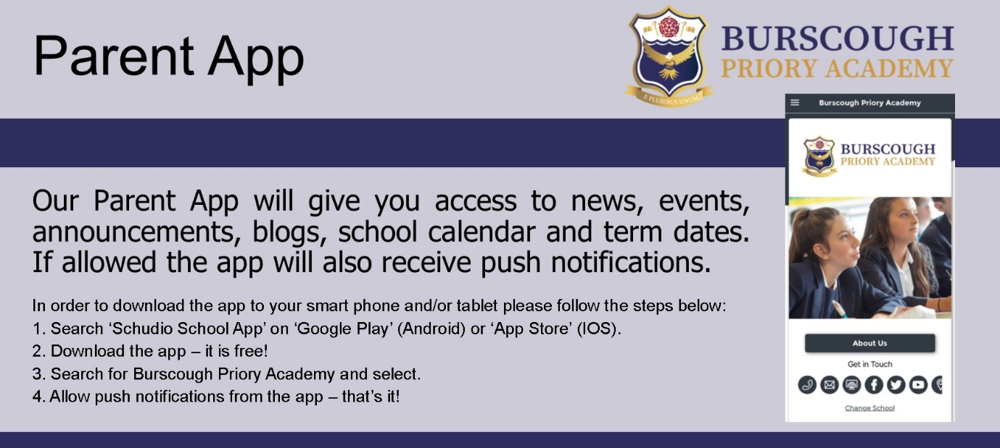 Parent App
BURSCOUGH
PRIORY ACADEMY
E PLURIBUS UNUM
Burscough Priory Academy
BURSCOUGH
PRIORY ACADEMY
Our Parent App will give you access to news, events,
announcements, blogs, school calendar and term dates.
If allowed the app will also receive push notifications.
In order to download the app to your smart phone and/or tablet please follow the steps below:
1. Search ‘Schudio School App’ on ‘Google Play’ (Android) or ‘App Store’ (IOS).
2. Download the app – it is free!
3. Search for Burscough Priory Academy and select.
4. Allow push notifications from the app – that’s it!
About Us
Get in Touch
Change School